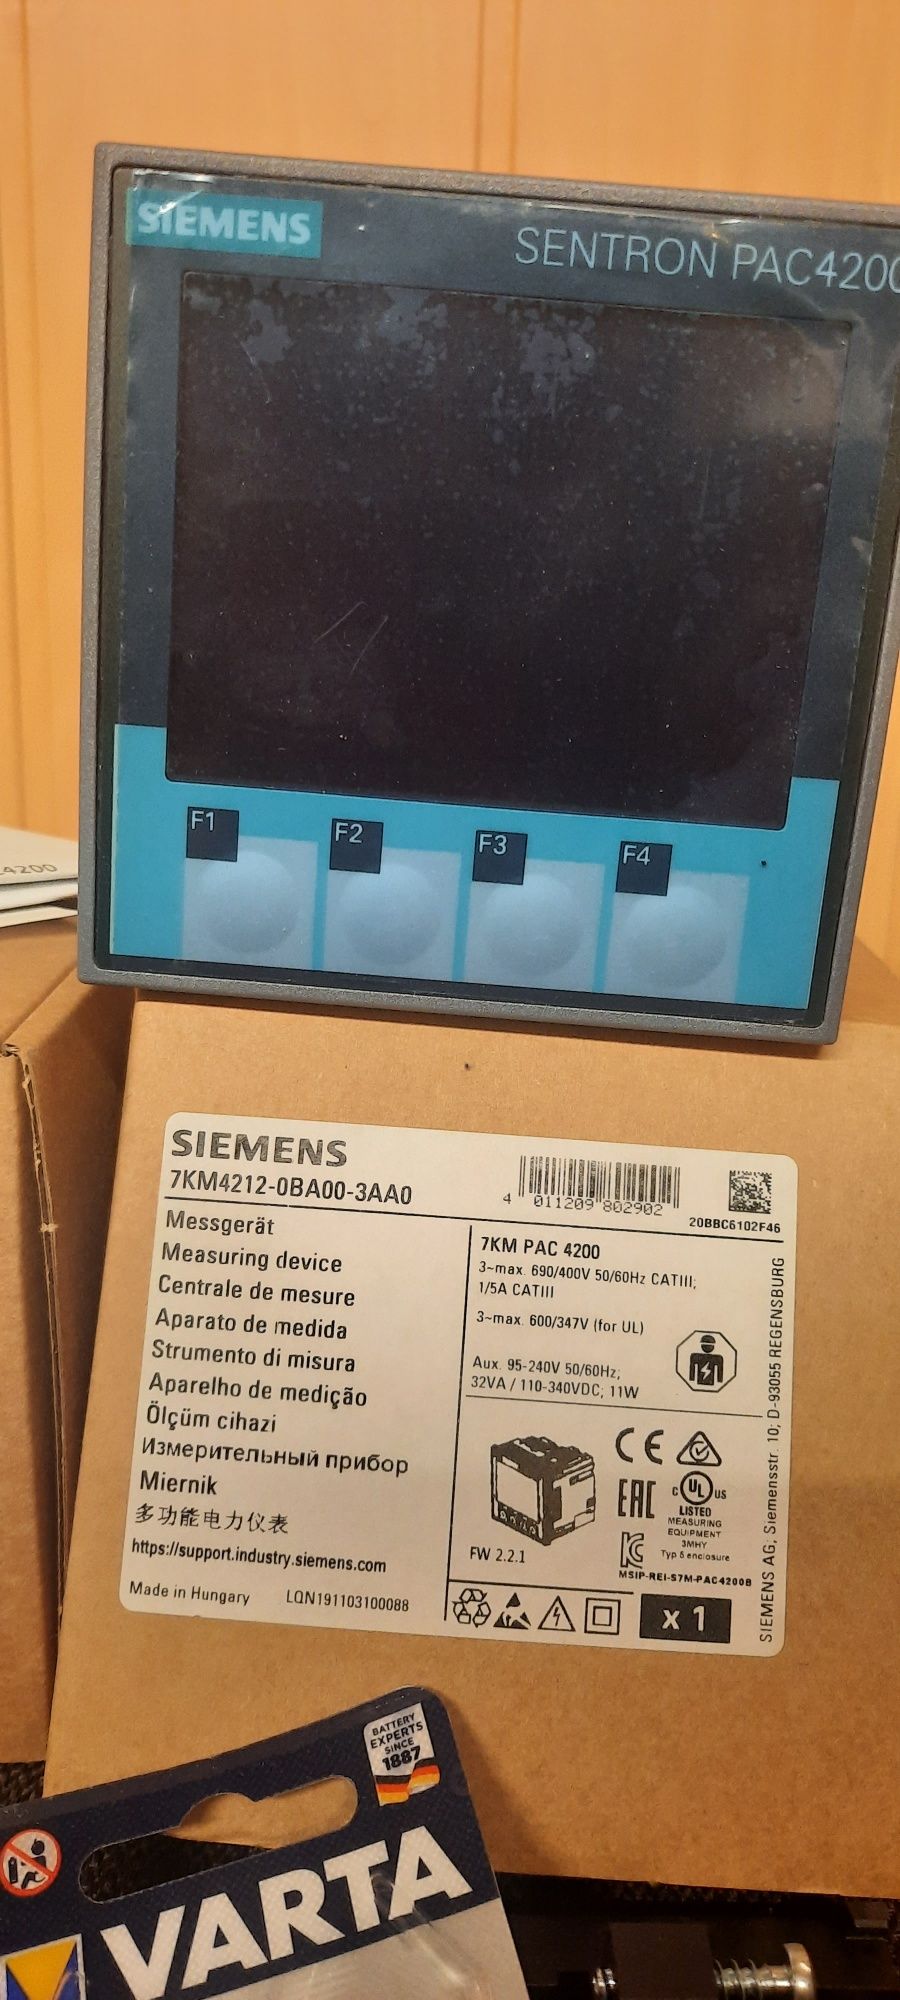 SIEMENS
SENTRON PAC4200
F1
F2
F3
F4
4200
SIEMENS
7KM4212-0BA00-3AA0
4 011209 802902
20BBC6102F46
Messgerät
Measuring device
Centrale de mesure
Aparato de medida
Strumento di misura
Aparelho de medição
Ölçüm cihazi
Измерительный прибор
Miernik
多功能电力仪表
https://support.industry.siemens.com
Made in Hungary LQN191103100088
7KM PAC 4200
3~max. 690/400V 50/60Hz CATIII;
1/5A CATIII
3~max. 600/347V (for UL)
Aux. 95-240V 50/60Hz;
32VA / 110-340VDC; 11W
CE
EAC
C UL US
LISTED
MEASURING
EQUIPMENT
3MHY
Typ 5 enclosure
FW 2.2.1
MSIP-REI-S7M-PAC4200B
x 1
SIEMENS AG; Siemensstr. 10; D-93055 REGENSBURG
BATTERY
EXPERTS
SINCE
1887
VARTA